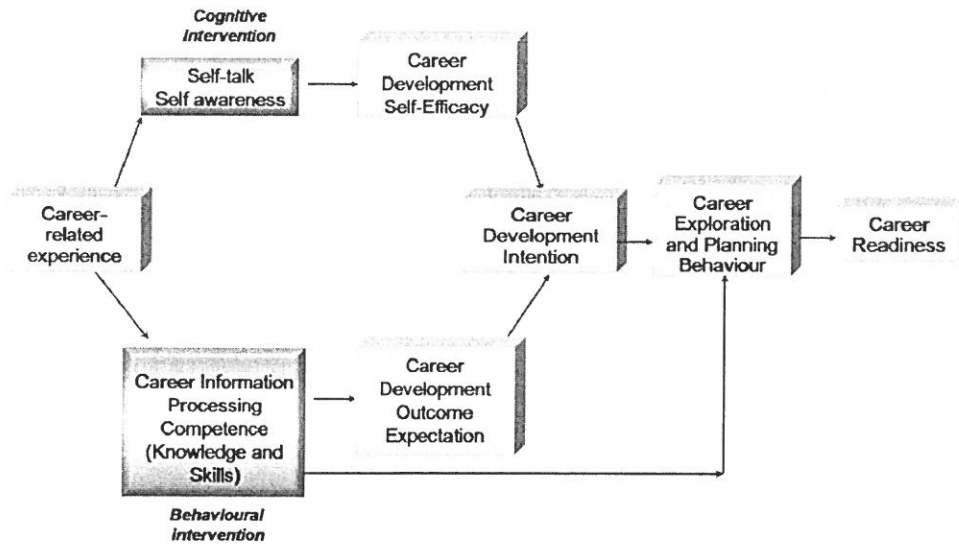 Cognitive
intervention
Self-talk
Self awareness
Career
Development
Self-Efficacy
Career-
related
experience
Career
Development
Intention
Career
Exploration
and Planning
Behaviour
Career
Readiness
Career Information
Processing
Competence
(Knowledge and
Skills)
Career
Development
Outcome
Expectation
Behavioural
intervention